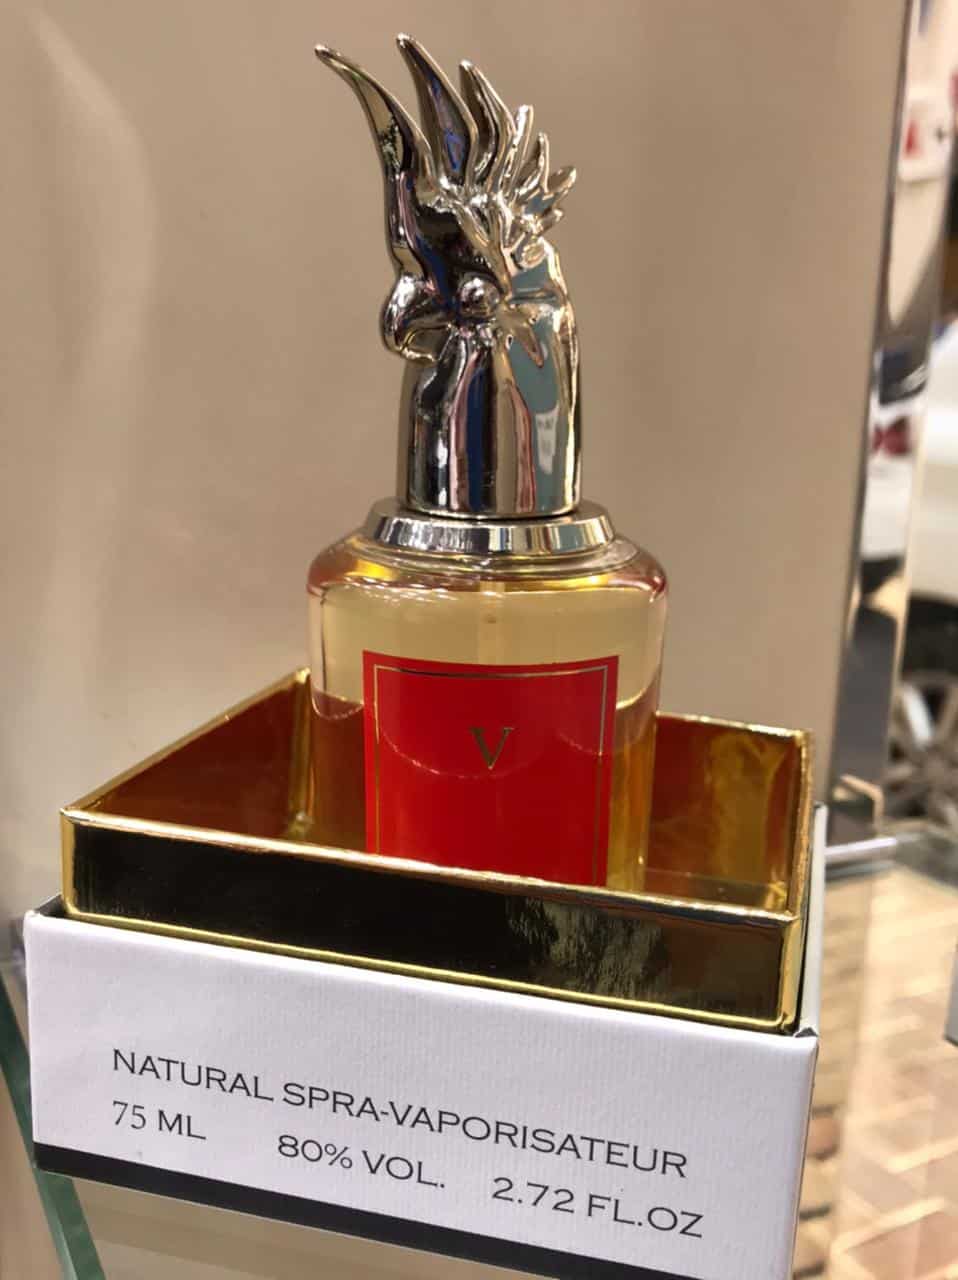 V
NATURAL SPRA-VAPORISATEUR
75 ML 80% VOL. 2.72 FL.OZ